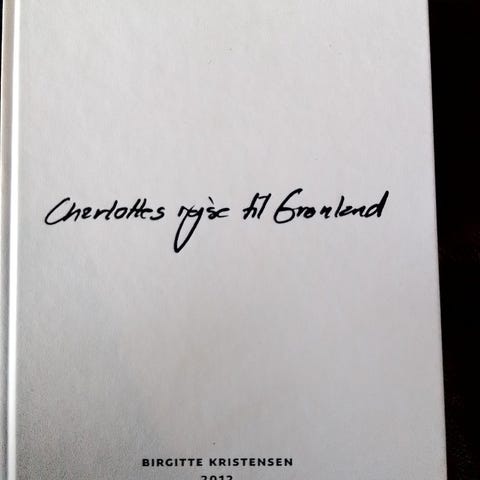 Charlottes rejse til Grønland
BIRGITTE KRISTENSEN
2012